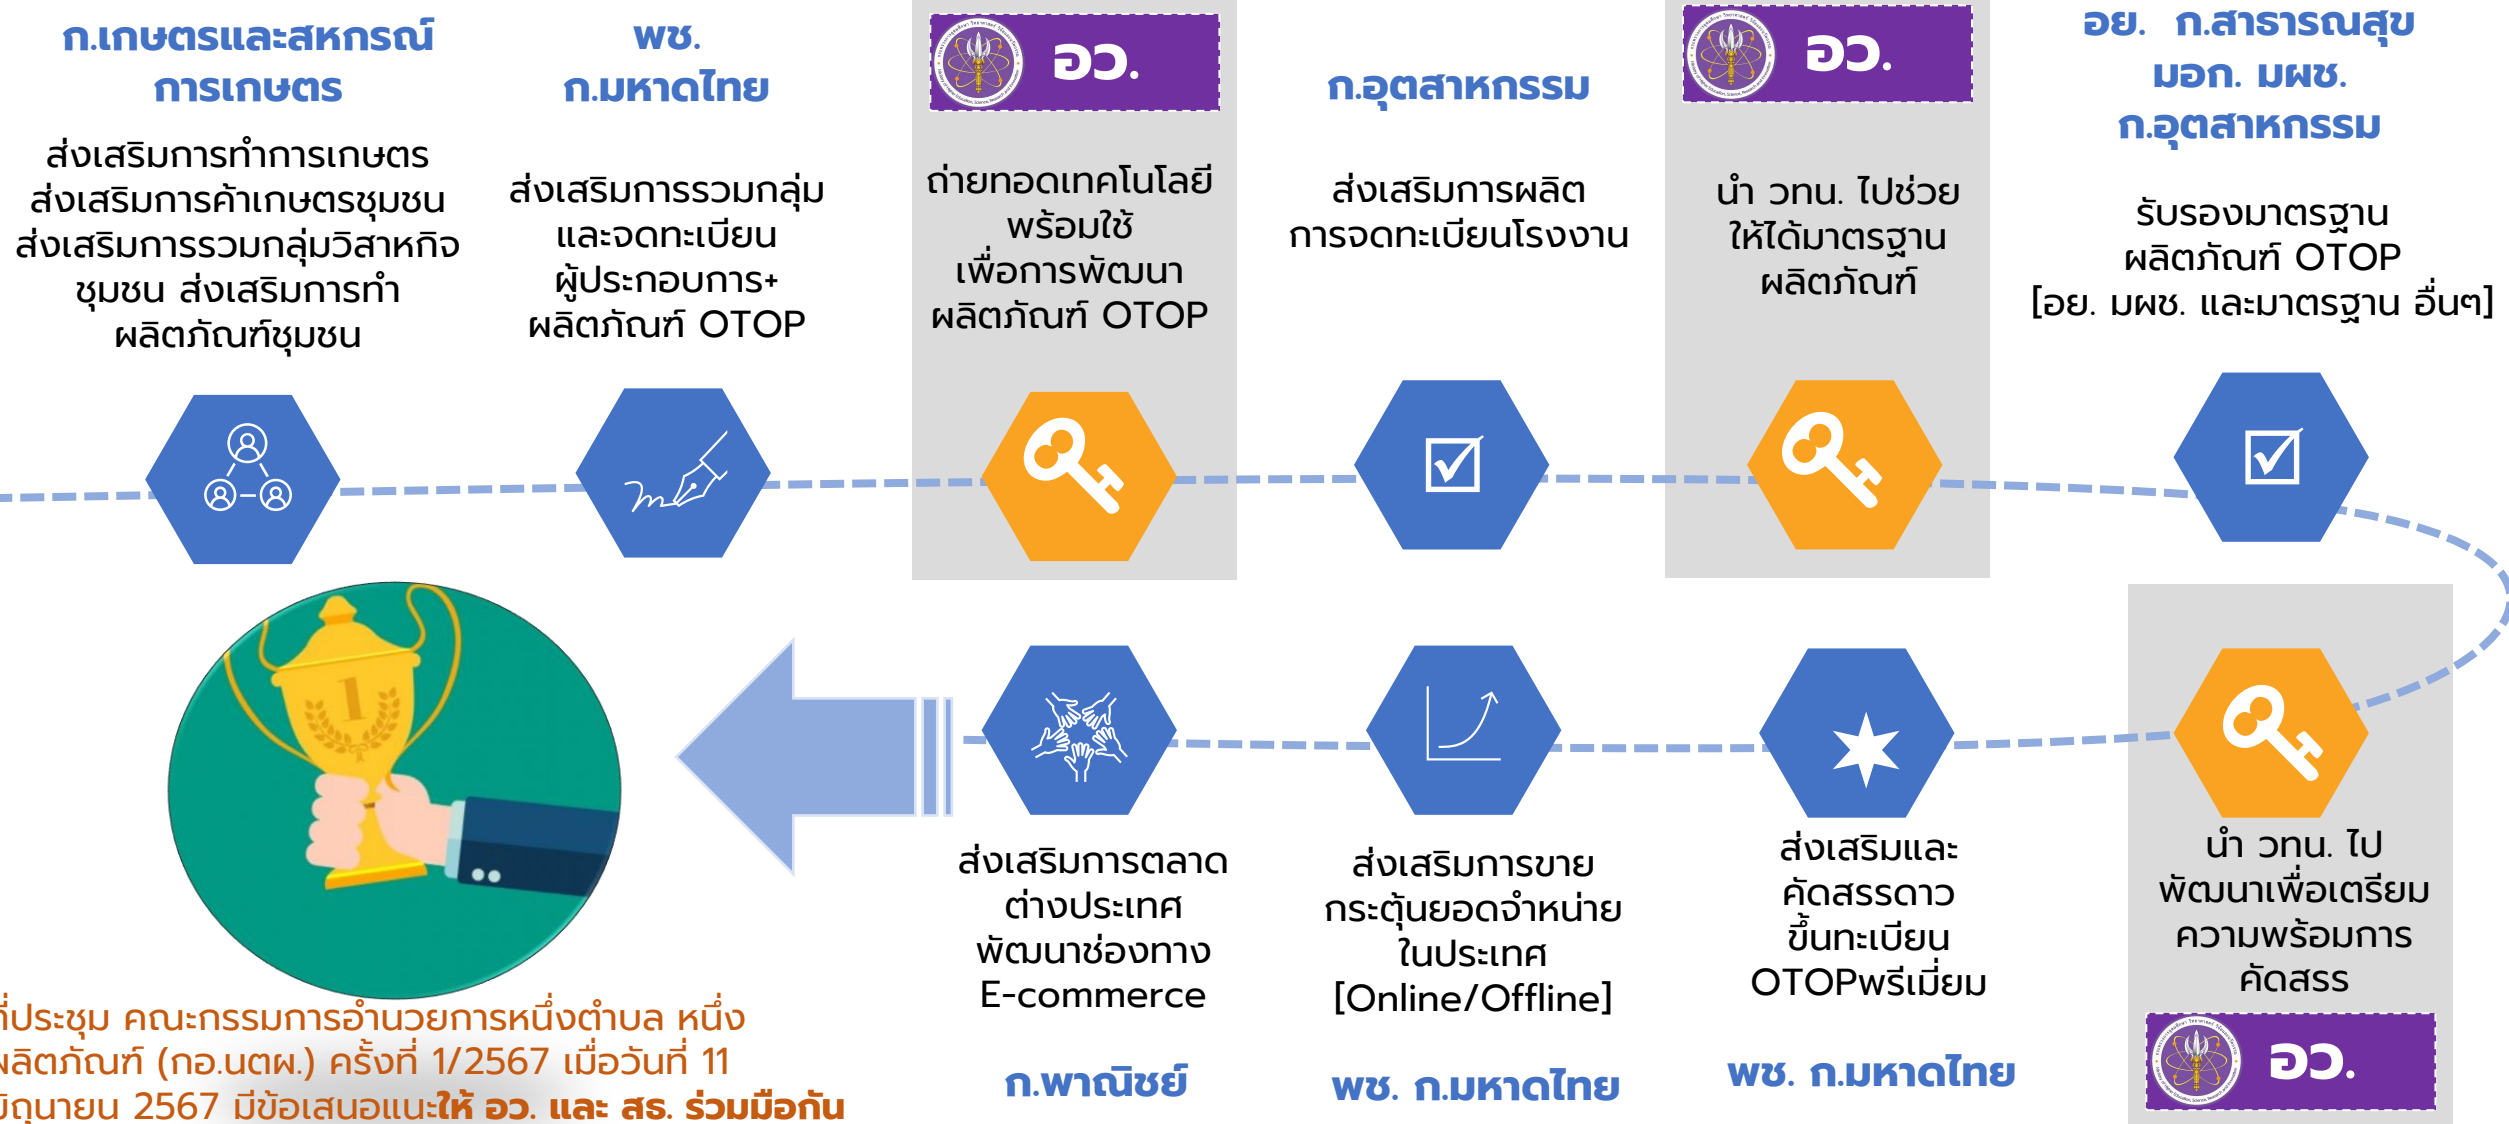 ก.เกษตรและสหกรณ์
การเกษตร
ส่งเสริมการทำการเกษตร
ส่งเสริมการค้าเกษตรชุมชน
ส่งเสริมการรวมกลุ่มวิสาหกิจ
ชุมชน ส่งเสริมการทำ
ผลิตภัณฑ์ชุมชน
พช.
ก.มหาดไทย
ส่งเสริมการรวมกลุ่ม
และจดทะเบียน
ผู้ประกอบการ+
ผลิตภัณฑ์ OTOP
อว.
ถ่ายทอดเทคโนโลยี
พร้อมใช้
เพื่อการพัฒนา
ผลิตภัณฑ์ OTOP
ก.อุตสาหกรรม
ส่งเสริมการผลิต
การจดทะเบียนโรงงาน
อว.
นำ วทน. ไปช่วย
ให้ได้มาตรฐาน
ผลิตภัณฑ์
อย. ก.สาธารณสุข
มอก. มผช.
ก.อุตสาหกรรม
รับรองมาตรฐาน
ผลิตภัณฑ์ OTOP
[อย. มผช. และมาตรฐาน อื่นๆ]
นำ วทน. ไป
พัฒนาเพื่อเตรียม
ความพร้อมการ
คัดสรร
อว.
ส่งเสริมและ
คัดสรรดาว
ขึ้นทะเบียน
OTOPพรีเมี่ยม
พช. ก.มหาดไทย
ส่งเสริมการขาย
กระตุ้นยอดจำหน่าย
ในประเทศ
[Online/Offline]
พช. ก.มหาดไทย
ส่งเสริมการตลาด
ต่างประเทศ
พัฒนาช่องทาง
E-commerce
ก.พาณิชย์
1
ที่ประชุม คณะกรรมการอำนวยการหนึ่งตำบล หนึ่ง
ผลิตภัณฑ์ (กอ.นตผ.) ครั้งที่ 1/2567 เมื่อวันที่ 11
มิถุนายน 2567 มีข้อเสนอแนะให้ อว. และ สธ. ร่วมมือกัน